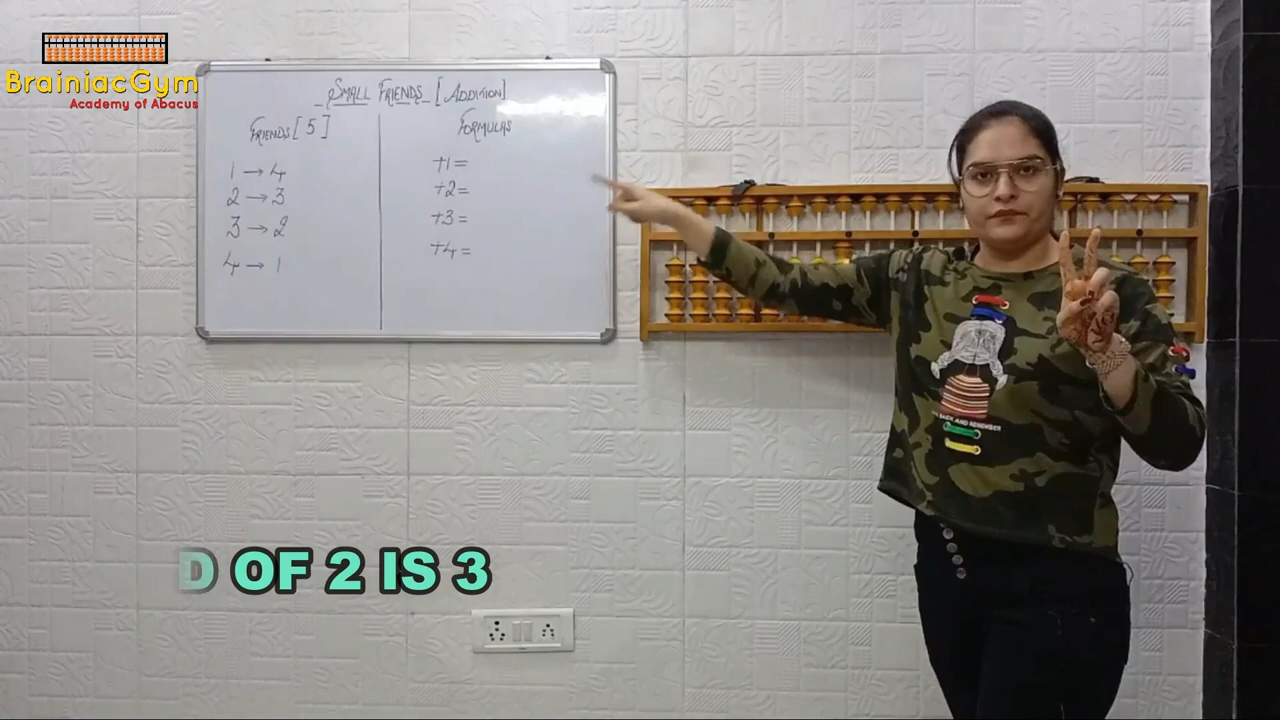 BrainiacGym
Academy of Abacus
SMALL FRIENDS [ADDITION]
FRIENDS [5]
1 → 4
2 → 3
3 → 2
4 → 1
FORMULAS
+1=
+2=
+3=
+4=
D OF 2 IS 3